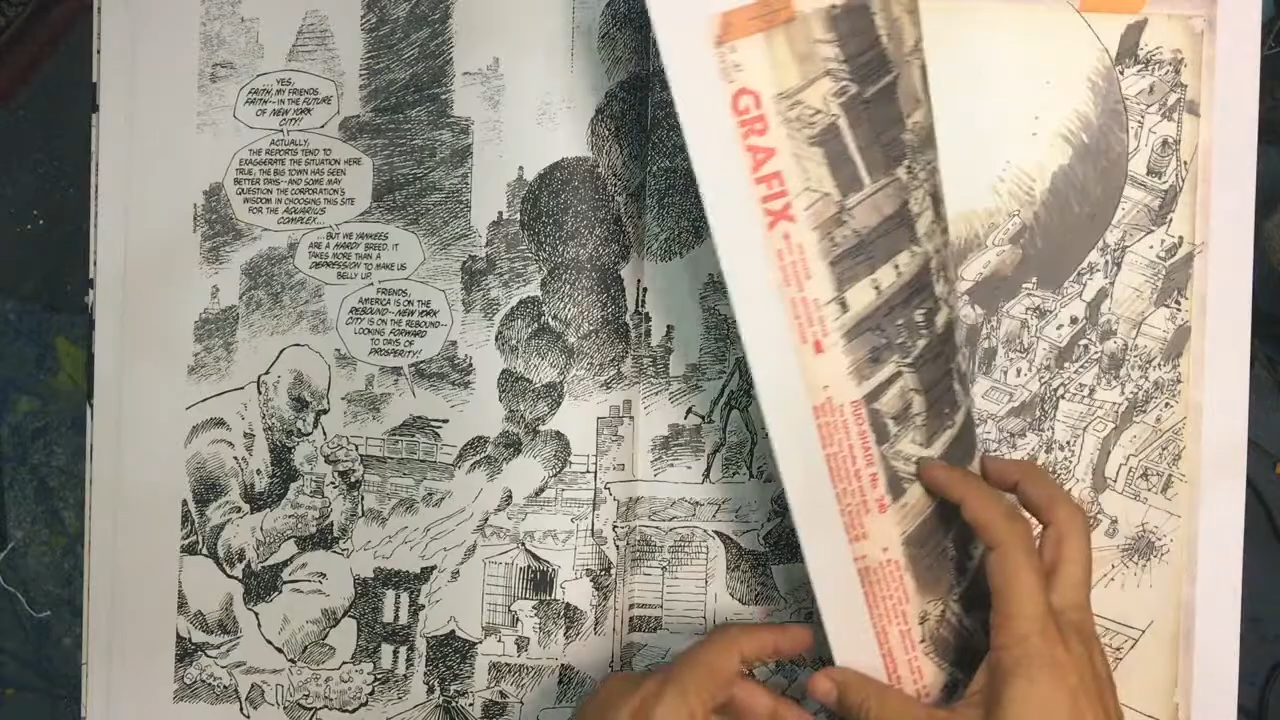 ...YES,
FAITH, MY FRIENDS.
FAITH--IN THE FUTURE
OF NEW YORK
CITY!
ACTUALLY,
THE REPORTS TEND TO
EXAGGERATE THE SITUATION HERE.
TRUE, THE BIG TOWN HAS SEEN
BETTER DAYS--AND SOME MAY
QUESTION THE CORPORATION'S
WISDOM IN CHOOSING THIS SITE
FOR THE AQUARIUS
COMPLEX...
...BUT WE YANKEES
ARE A HARDY BREED. IT
TAKES MORE THAN A
DEPRESSION TO MAKE US
BELLY UP.
FRIENDS,
AMERICA IS ON THE
REBOUND--NEW YORK
CITY IS ON THE REBOUND--
LOOKING FORWARD
TO DAYS OF
PROSPERITY!
GRAFIX
DUO-SHADE No.